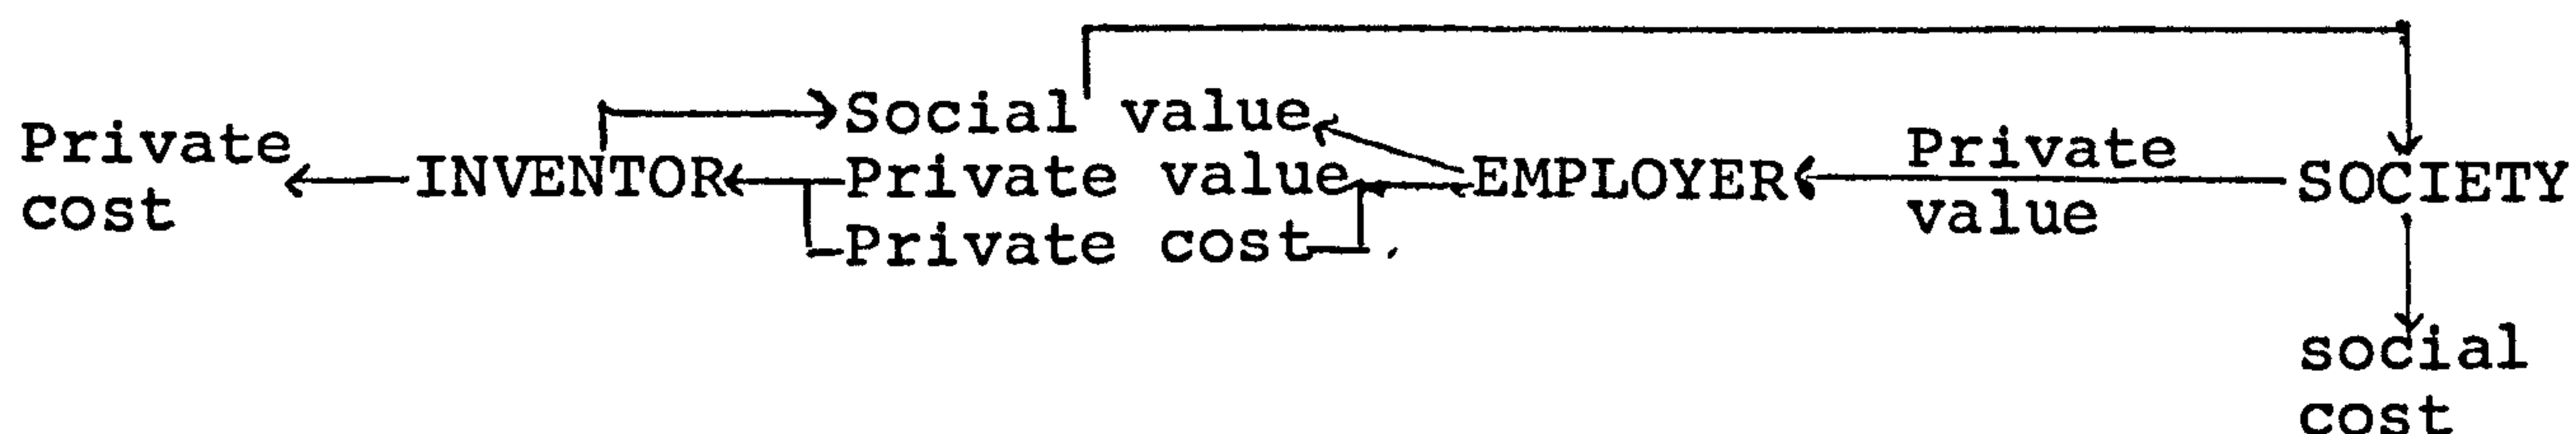 Private
cost
INVENTOR
Social value
Private value
Private cost
EMPLOYER
Private
value
SOCIETY
social
cost